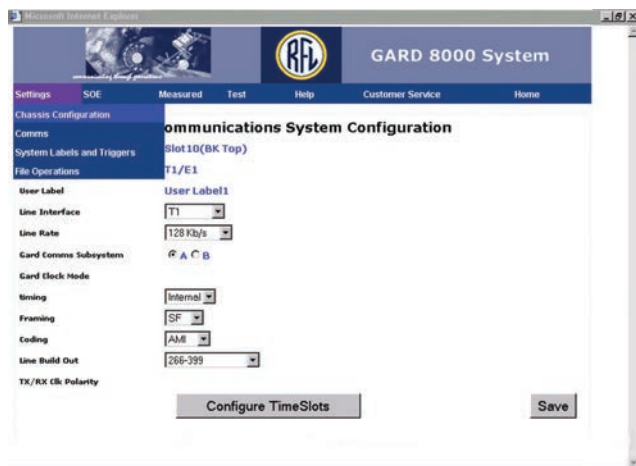 Microsoft Internet Explorer
communicating through generations
RFL
GARD 8000 System
Settings SOE Measured Test Help Customer Service Home
Chassis Configuration
Comms
System Labels and Triggers
File Operations
ommunications System Configuration
Slot10(BK Top)
T1/E1
User Label User Label1
Line Interface T1
Line Rate 128 Kb/s
Gard Comms Subsystem A B
Gard Clock Mode
timing Internal
Framing SF
Coding AMI
Line Build Out 266-399
TX/RX Clk Polarity
Configure TimeSlots Save